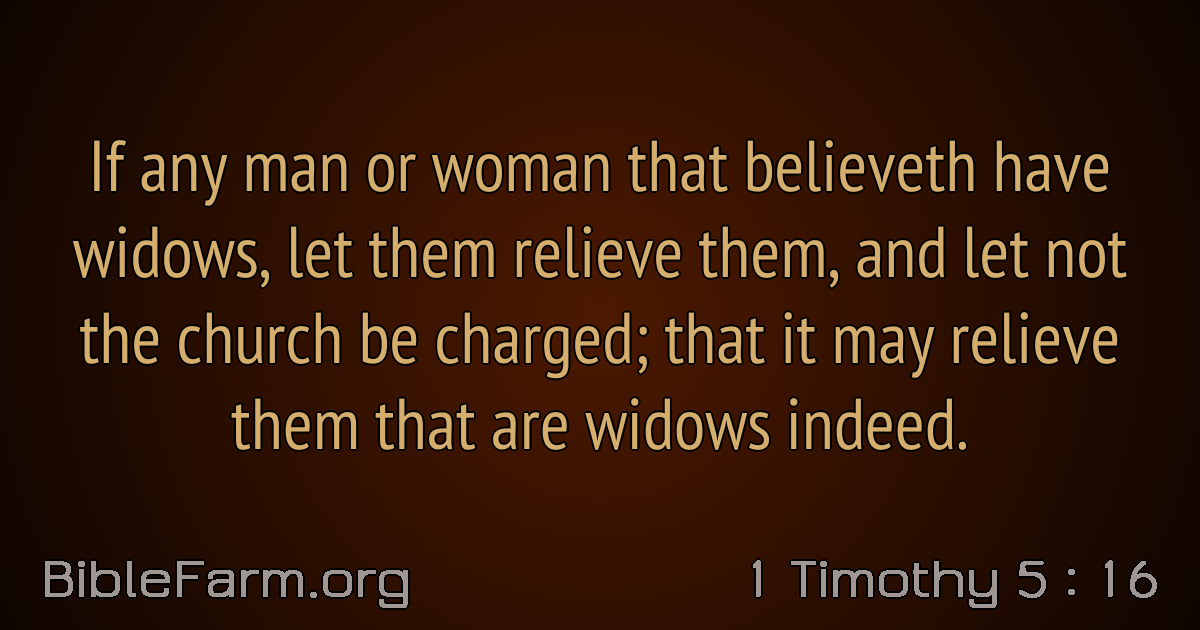 If any man or woman that believeth have
widows, let them relieve them, and let not
the church be charged; that it may relieve
them that are widows indeed.
BibleFarm.org
1 Timothy 5 : 16